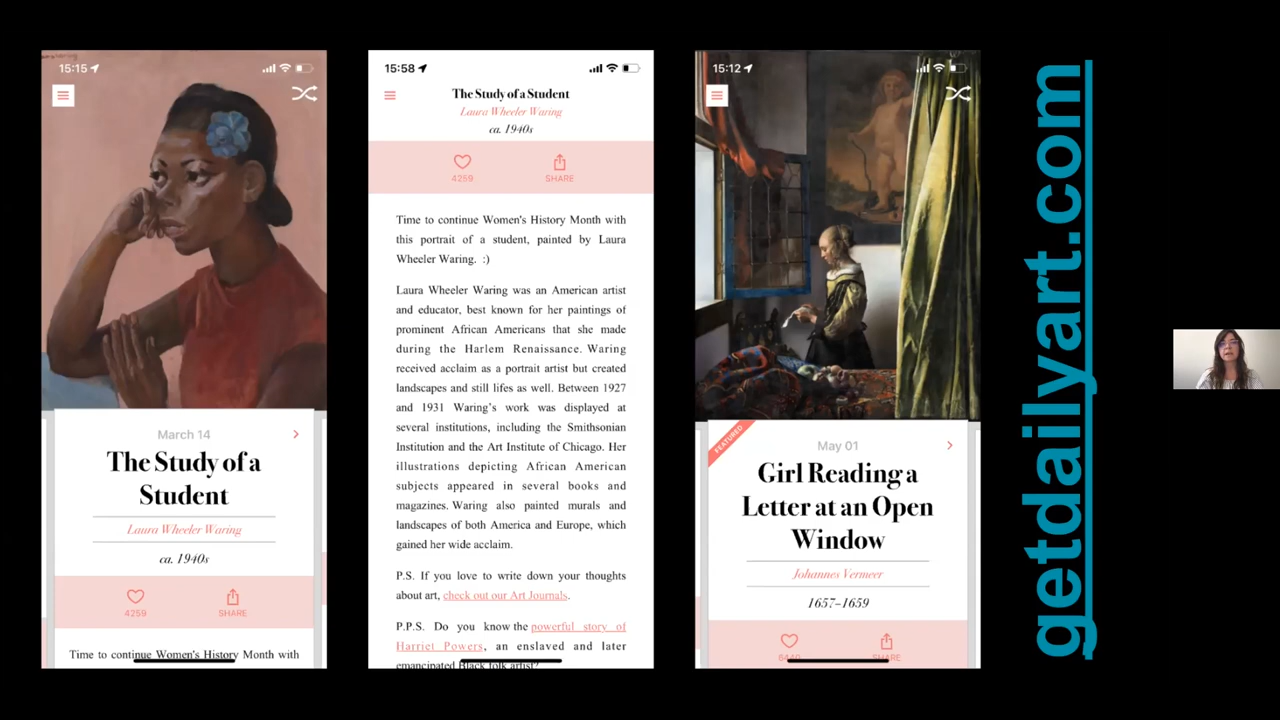 15:15
March 14
The Study of a
Student
Laura Wheeler Waring
ca. 1940s
4259
SHARE
Time to continue Women's History Month with
15:58
The Study of a Student
Laura Wheeler Waring
ca. 1940s
4259
SHARE
Time to continue Women's History Month with
this portrait of a student, painted by Laura
Wheeler Waring. :)
Laura Wheeler Waring was an American artist
and educator, best known for her paintings of
prominent African Americans that she made
during the Harlem Renaissance. Waring
received acclaim as a portrait artist but created
landscapes and still lifes as well. Between 1927
and 1931 Waring's work was displayed at
several institutions, including the Smithsonian
Institution and the Art Institute of Chicago. Her
illustrations depicting African American
subjects appeared in several books and
magazines. Waring also painted murals and
landscapes of both America and Europe, which
gained her wide acclaim.
P.S. If you love to write down your thoughts
about art, check out our Art Journals.
P.P.S. Do you know the powerful story of
Harriet Powers, an enslaved and later
emancipated Black folk artist?
15:12
FEATURED
May 01
Girl Reading a
Letter at an Open
Window
Johannes Vermeer
1657–1659
SHARE
getdailyart.com